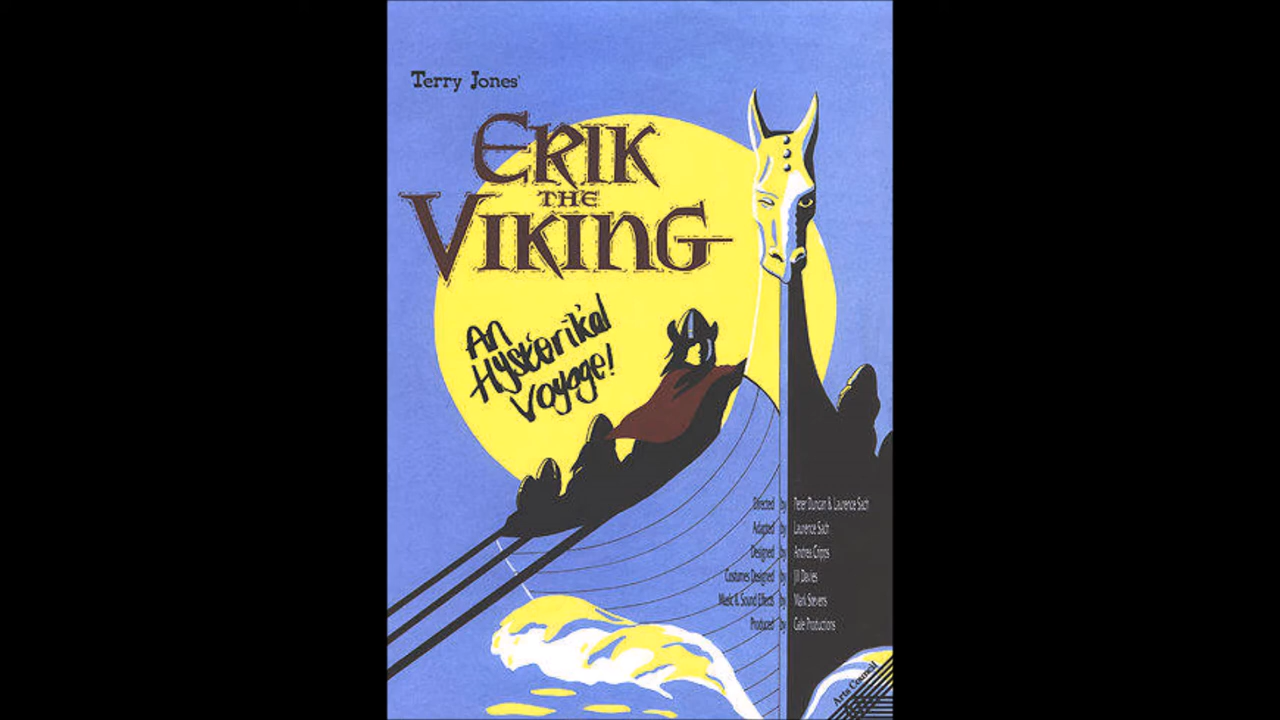 Terry Jones'
ERIK
THE
VIKING
An
Hysterik'al
Voyage!
Directed by Peter Duncan & Laurence Sach
Adapted by Laurence Sach
Designed by Andrea Cripps
Costumes Designed by Jill Davies
Music & Sound Effects by Mark Stevens
Produced by Gale Productions
Arts Council